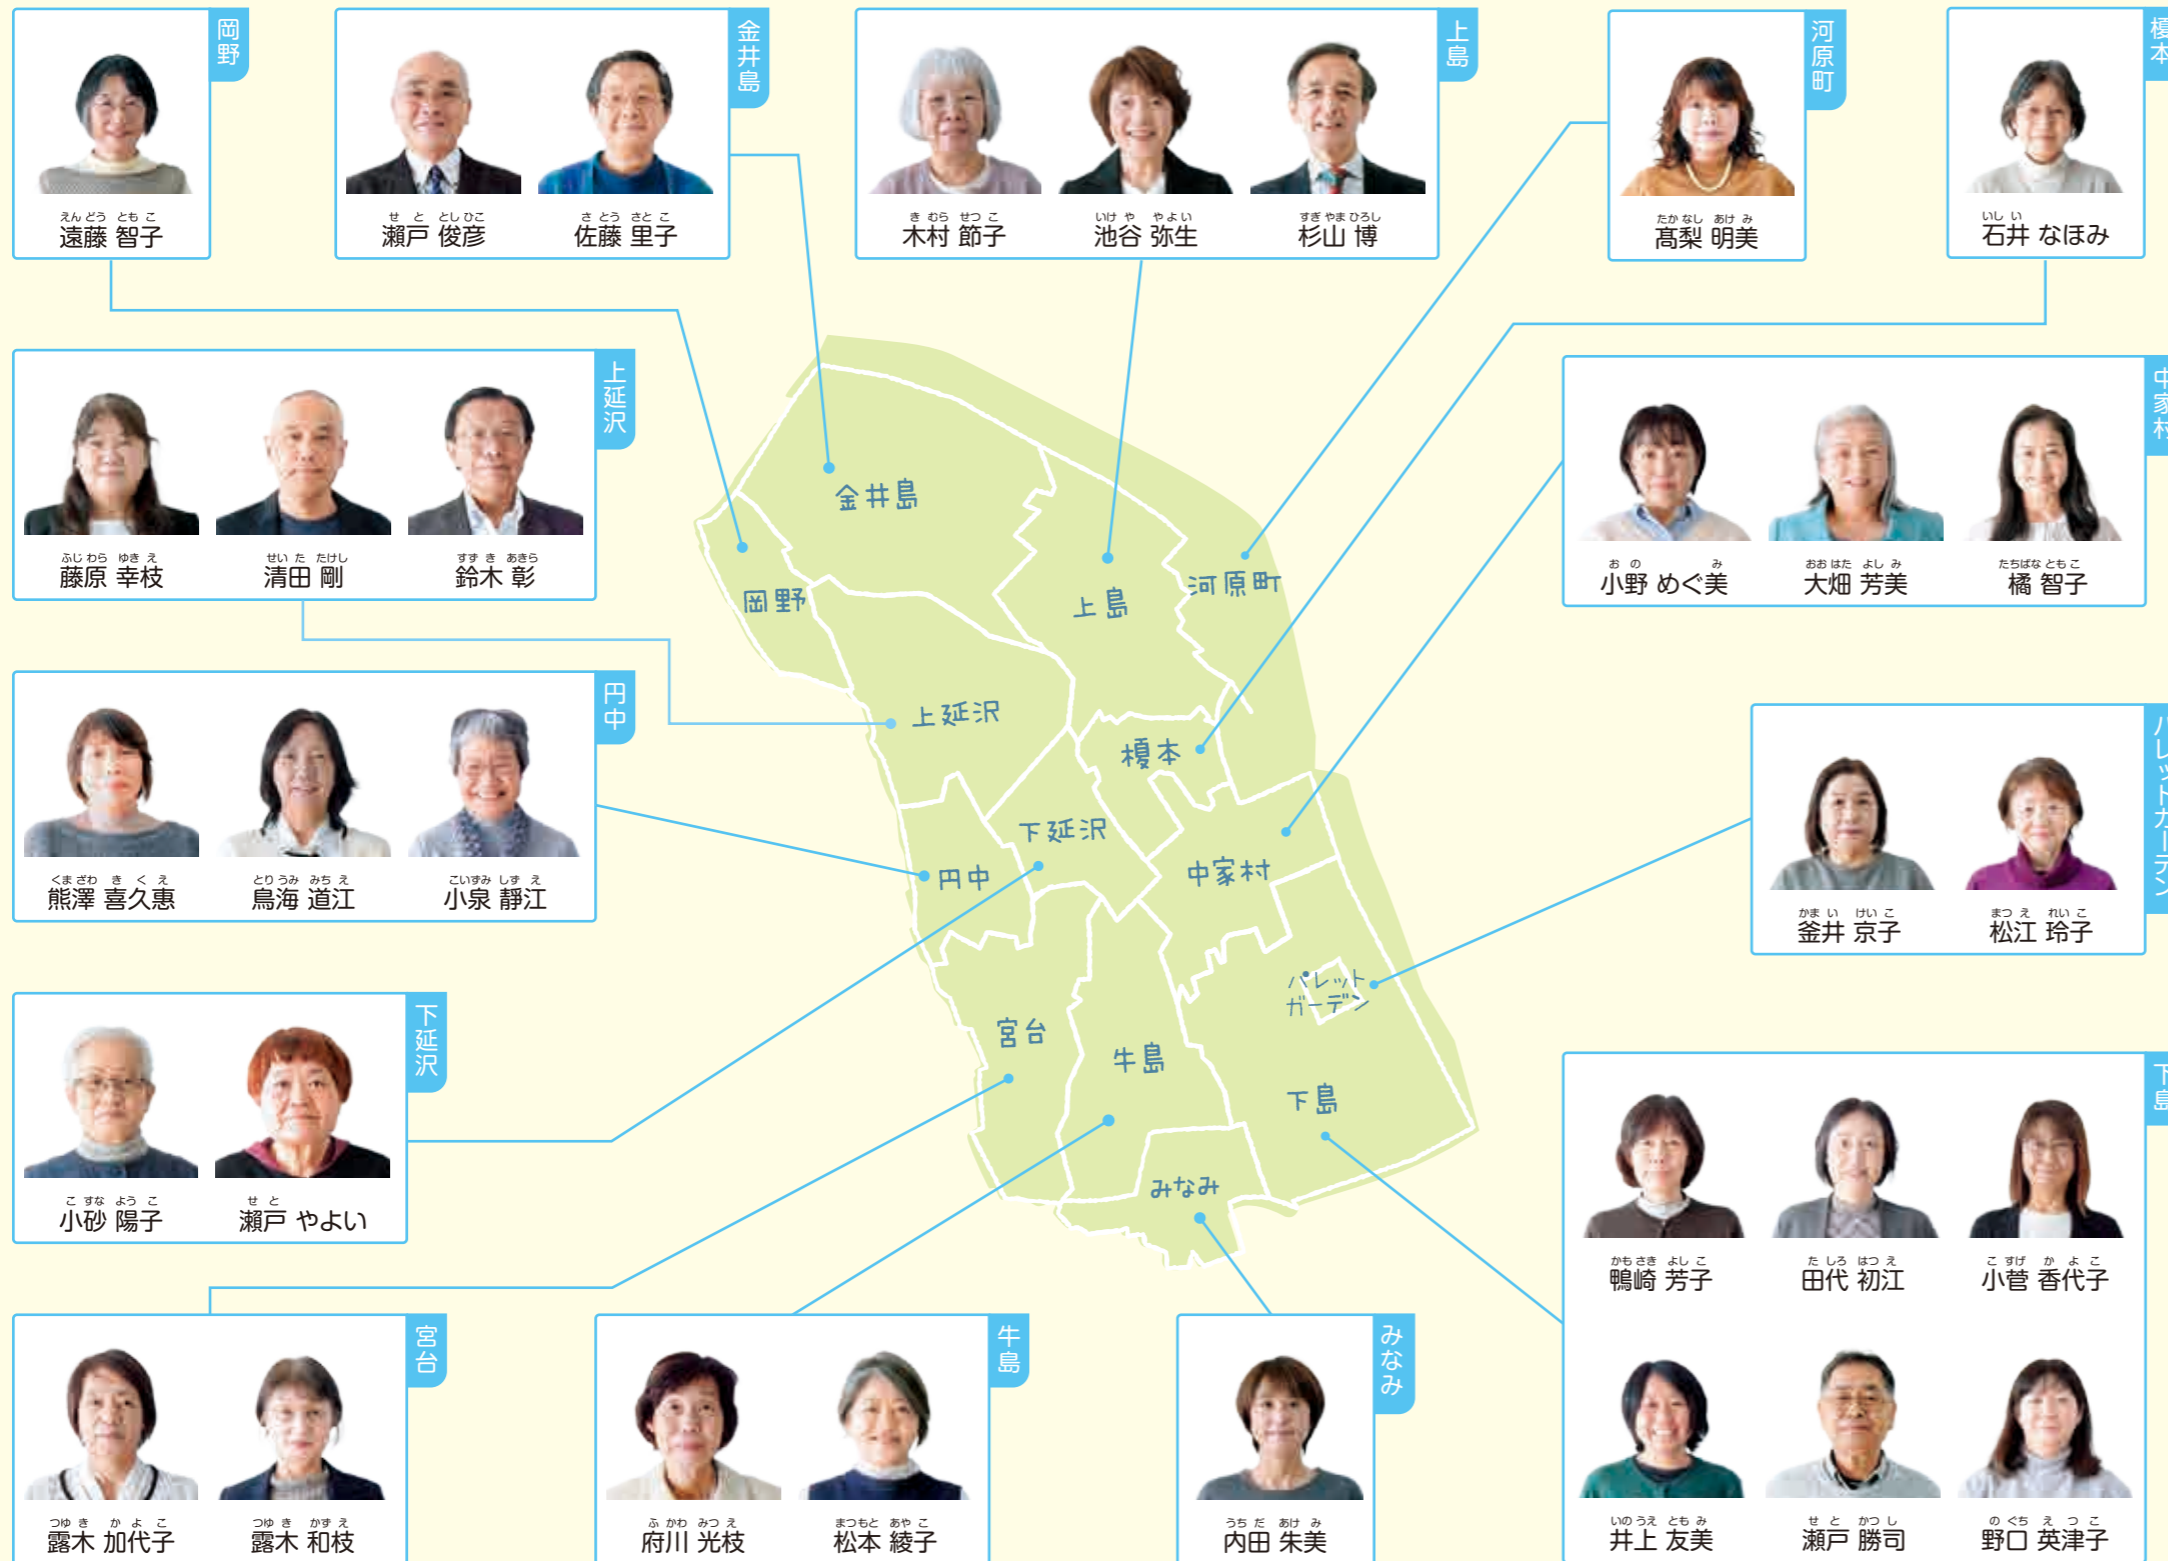 岡野
えん どう とも こ
遠藤 智子
金井島
せ と とし ひこ
瀬戸 俊彦
さ とう さと こ
佐藤 里子
上島
き むら せつ こ
木村 節子
いけ や やよい
池谷 弥生
すぎ やま ひろし
杉山 博
河原町
たか なし あけ み
髙梨 明美
榎本
いし い
石井 なほみ
上延沢
ふじ わら ゆき え
藤原 幸枝
せい た たけし
清田 剛
すず き あきら
鈴木 彰
中家村
お の み
小野 めぐ美
おお はた よし み
大畑 芳美
たちばな とも こ
橘 智子
円中
くま ざわ き く え
熊澤 喜久惠
とり うみ みち え
鳥海 道江
こいずみ しず え
小泉 靜江
パレットガーデン
かま い けい こ
釜井 京子
まつ え れい こ
松江 玲子
下延沢
こ すな よう こ
小砂 陽子
せ と
瀬戸 やよい
下島
かも さき よし こ
鴨崎 芳子
た しろ はつ え
田代 初江
こ すげ か よ こ
小菅 香代子
いの うえ とも み
井上 友美
せ と かつ し
瀬戸 勝司
の ぐち え つ こ
野口 英津子
宮台
つゆ き か よ こ
露木 加代子
つゆ き かず え
露木 和枝
牛島
ふ かわ みつ え
府川 光枝
まつもと あや こ
松本 綾子
みなみ
うち だ あけ み
内田 朱美
金井島
岡野
上島
河原町
上延沢
榎本
下延沢
円中
中家村
パレット
ガーデン
宮台
牛島
下島
みなみ